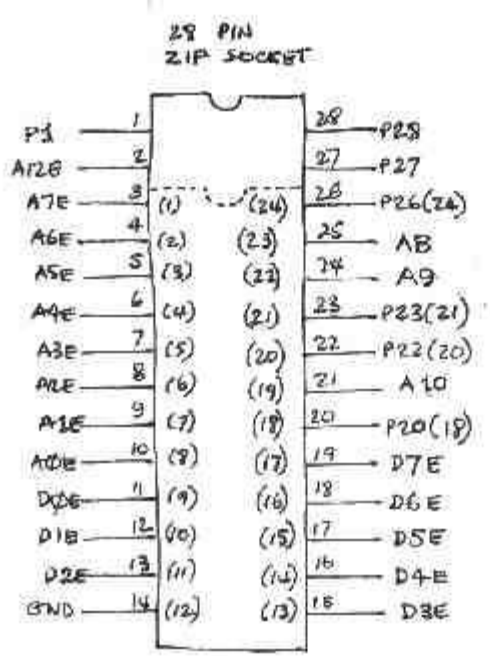 28 PIN
ZIP SOCKET
P1 1 28 P28
A12E 2 27 P27
A7E 3 (1) (24) 26 P26(24)
A6E 4 (2) (23) 25 A8
A5E 5 (3) (22) 24 A9
A4E 6 (4) (21) 23 P23(21)
A3E 7 (5) (20) 22 P22(20)
A2E 8 (6) (19) 21 A10
A1E 9 (7) (18) 20 P20(18)
A0E 10 (8) (17) 19 D7E
D0E 11 (9) (16) 18 D6E
D1E 12 (10) (15) 17 D5E
D2E 13 (11) (14) 16 D4E
GND 14 (12) (13) 15 D3E